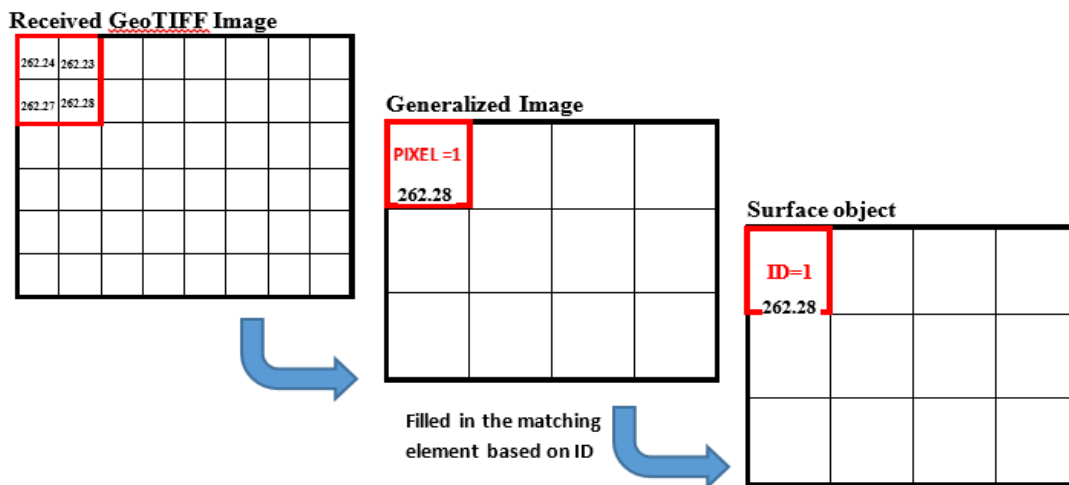 Received GeoTIFF Image
262.24 262.23
262.27 262.28
Generalized Image
PIXEL =1
262.28
Surface object
ID=1
262.28
Filled in the matching
element based on ID